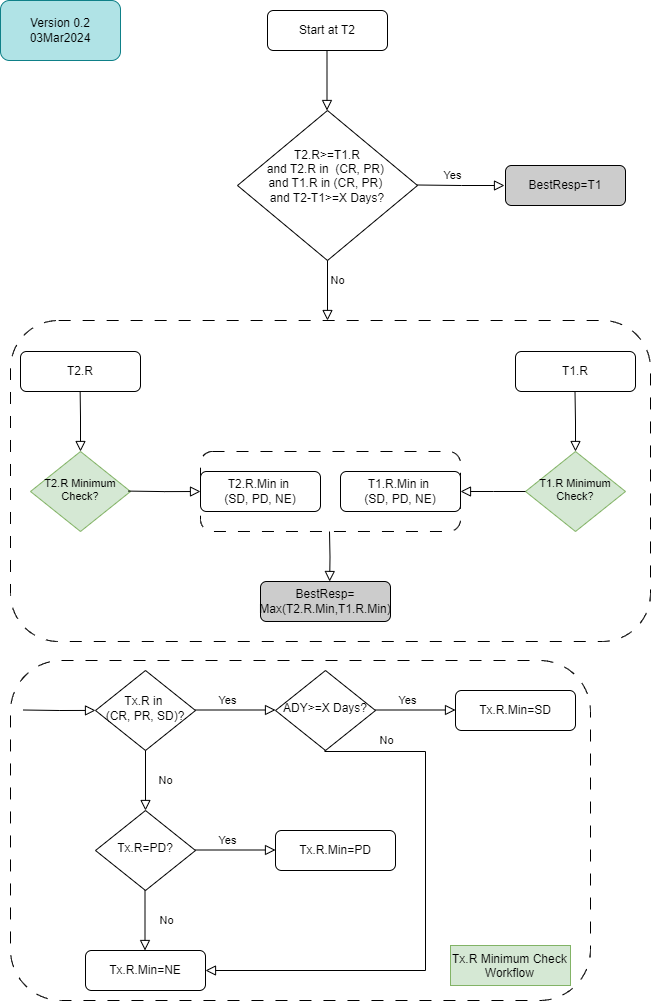 Version 0.2
03Mar2024
Start at T2
T2.R>=T1.R
and T2.R in (CR, PR)
and T1.R in (CR, PR)
and T2-T1>=X Days?
Yes
BestResp=T1
No
T2.R
T1.R
T2.R Minimum
Check?
T2.R.Min in
(SD, PD, NE)
T1.R.Min in
(SD, PD, NE)
T1.R Minimum
Check?
BestResp=
Max(T2.R.Min,T1.R.Min)
Tx.R in
(CR, PR, SD)?
Yes
ADY>=X Days?
Yes
Tx.R.Min=SD
No
No
Tx.R=PD?
Yes
Tx.R.Min=PD
No
Tx.R.Min=NE
Tx.R Minimum Check
Workflow